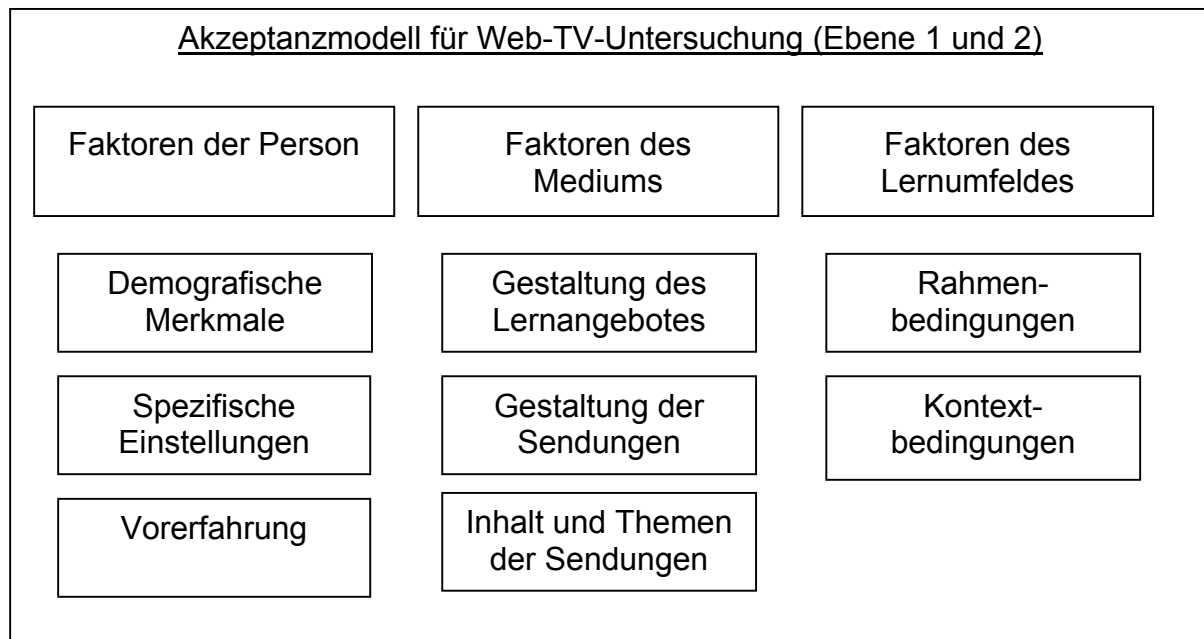 Akzeptanzmodell für Web-TV-Untersuchung (Ebene 1 und 2)
Faktoren der Person
Faktoren des
Mediums
Faktoren des
Lernumfeldes
Demografische
Merkmale
Gestaltung des
Lernangebotes
Rahmen-
bedingungen
Spezifische
Einstellungen
Gestaltung der
Sendungen
Kontext-
bedingungen
Vorerfahrung
Inhalt und Themen
der Sendungen